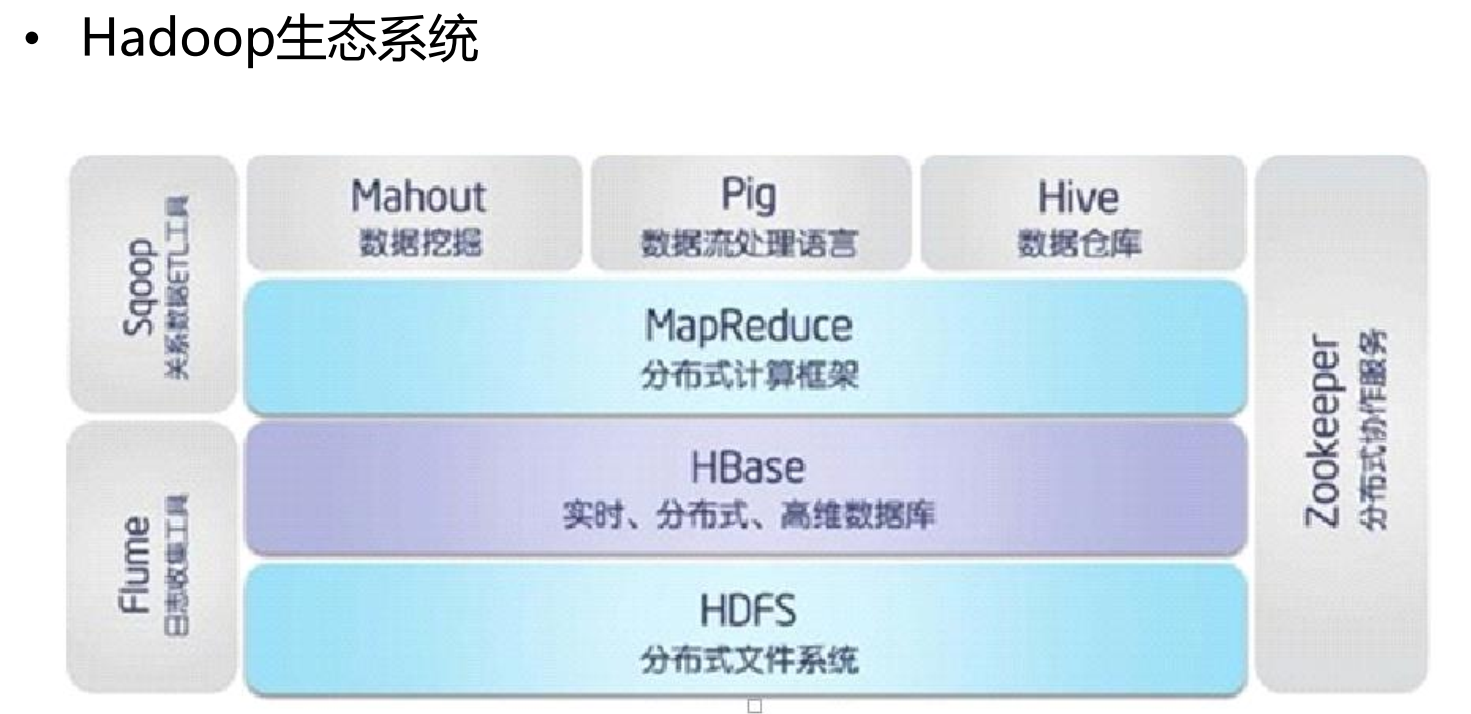 • Hadoop生态系统
Sqoop
关系数据ETL工具
Mahout
数据挖掘
Pig
数据流处理语言
Hive
数据仓库
MapReduce
分布式计算框架
Flume
日志收集工具
HBase
实时、分布式、高维数据库
HDFS
分布式文件系统
Zookeeper
分布式协作服务